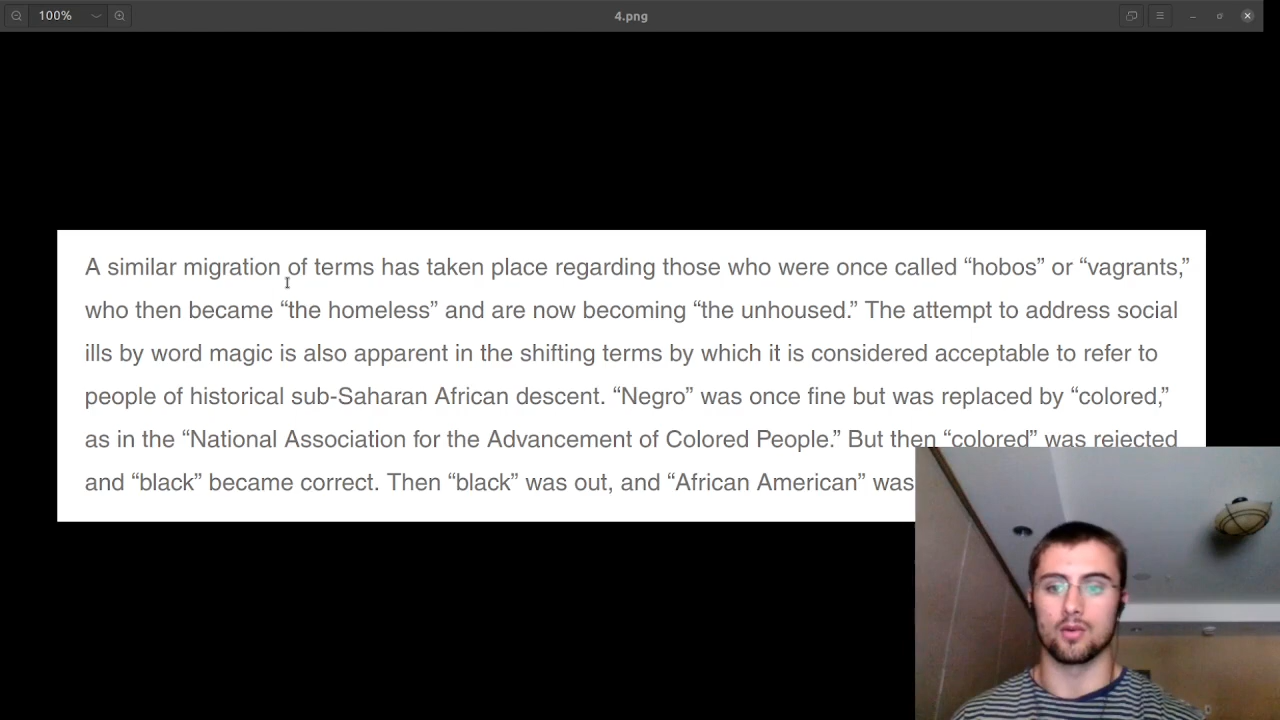 100%
4.png
A similar migration of terms has taken place regarding those who were once called “hobos” or “vagrants,”
who then became “the homeless” and are now becoming “the unhoused.” The attempt to address social
ills by word magic is also apparent in the shifting terms by which it is considered acceptable to refer to
people of historical sub-Saharan African descent. “Negro” was once fine but was replaced by “colored,”
as in the “National Association for the Advancement of Colored People.” But then “colored” was rejected
and “black” became correct. Then “black” was out, and “African American” was